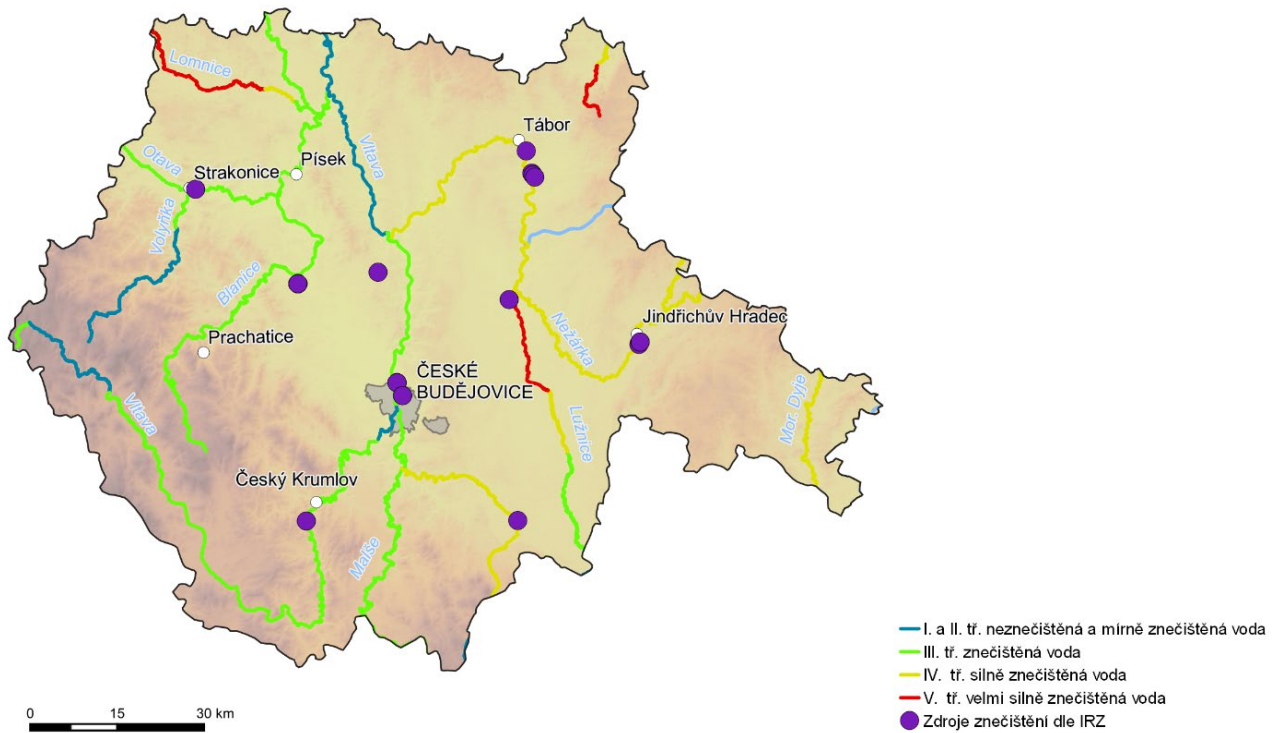 Lomnice
Vltava
Tábor
Otava
Písek
Strakonice
Volyňka
Blanice
Jindřichův Hradec
Nežárka
Prachatice
ČESKÉ
BUDĚJOVICE
Vltava
Lužnice
Mor. Dyje
Český Krumlov
Malše
I. a II. tř. neznečištěná a mírně znečištěná voda
III. tř. znečištěná voda
IV. tř. silně znečištěná voda
V. tř. velmi silně znečištěná voda
Zdroje znečištění dle IRZ
0 15 30 km